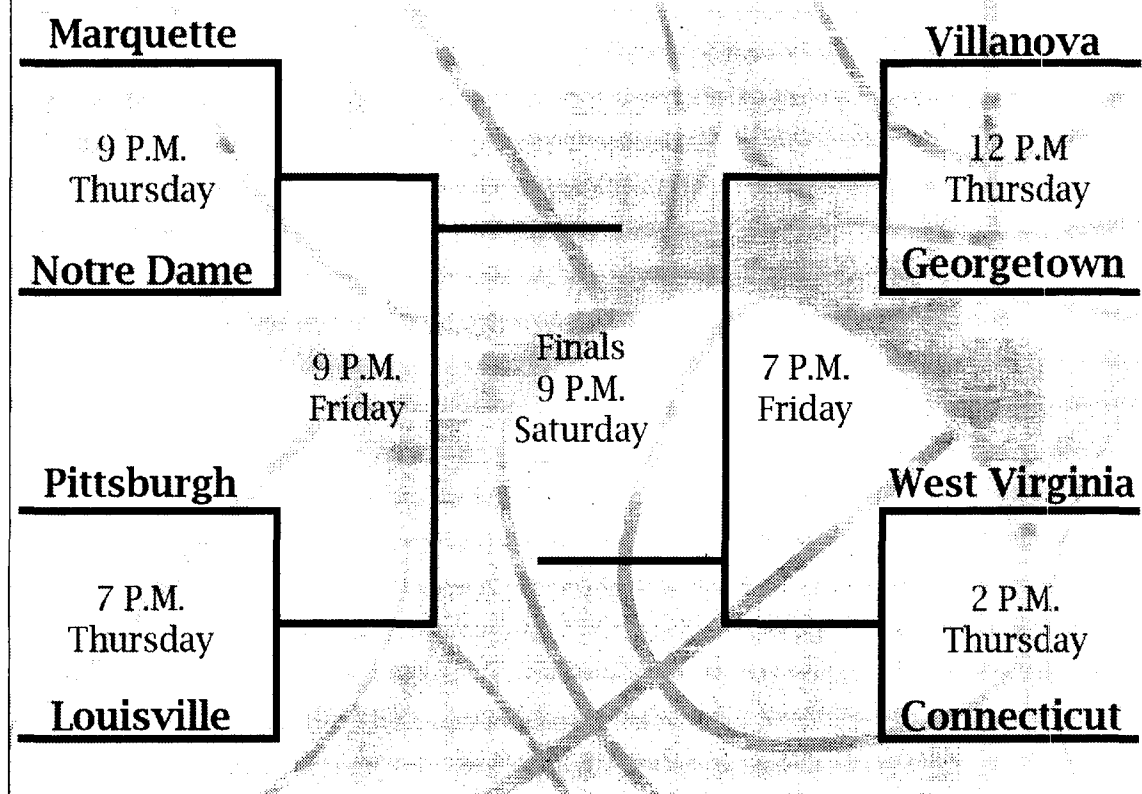 Marquette
9 P.M.
Thursday
Notre Dame
9 P.M.
Friday
Pittsburgh
7 P.M.
Thursday
Louisville
Finals
9 P.M.
Saturday
Villanova
12 P.M
Thursday
Georgetown
7 P.M.
Friday
West Virginia
2 P.M.
Thursday
Connecticut